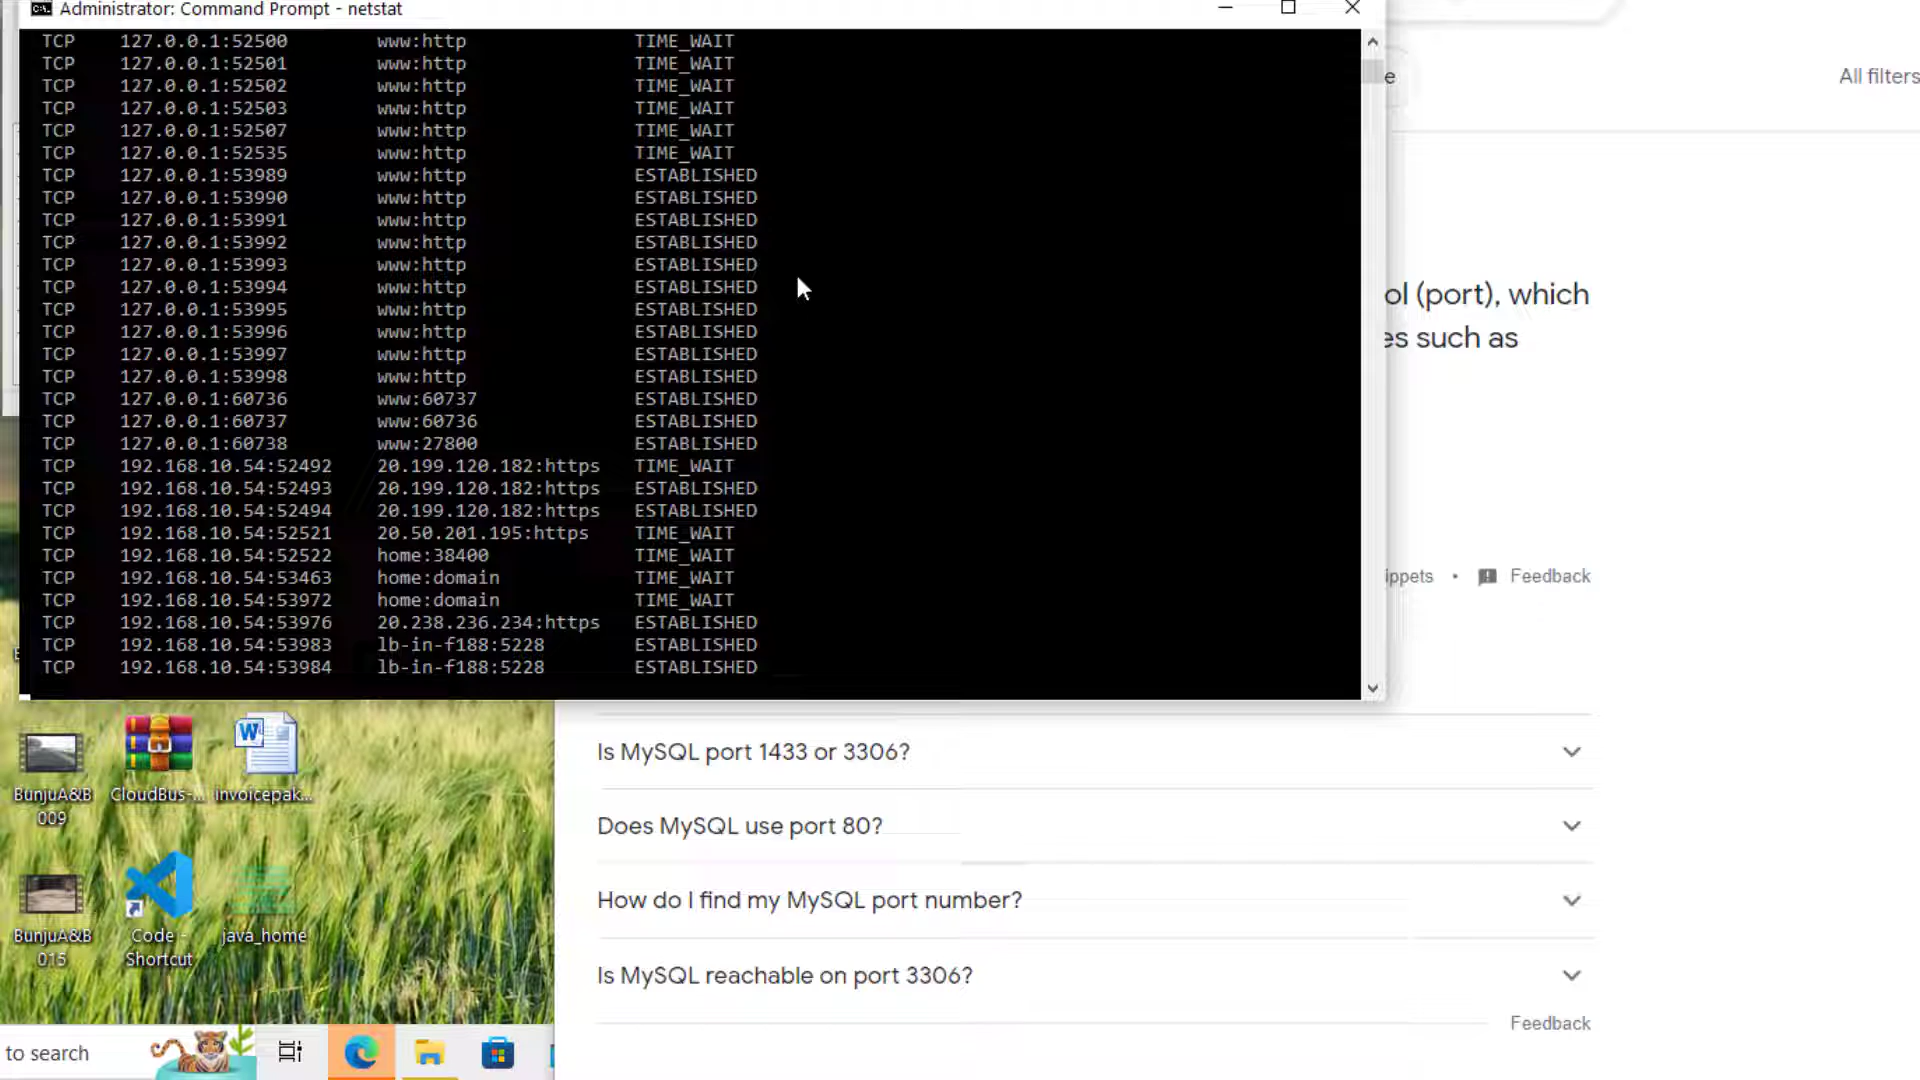 Administrator: Command Prompt - netstat
TCP 127.0.0.1:52500 www:http TIME_WAIT
TCP 127.0.0.1:52501 www:http TIME_WAIT
TCP 127.0.0.1:52502 www:http TIME_WAIT
TCP 127.0.0.1:52503 www:http TIME_WAIT
TCP 127.0.0.1:52507 www:http TIME_WAIT
TCP 127.0.0.1:52535 www:http TIME_WAIT
TCP 127.0.0.1:53989 www:http ESTABLISHED
TCP 127.0.0.1:53990 www:http ESTABLISHED
TCP 127.0.0.1:53991 www:http ESTABLISHED
TCP 127.0.0.1:53992 www:http ESTABLISHED
TCP 127.0.0.1:53993 www:http ESTABLISHED
TCP 127.0.0.1:53994 www:http ESTABLISHED
TCP 127.0.0.1:53995 www:http ESTABLISHED
TCP 127.0.0.1:53996 www:http ESTABLISHED
TCP 127.0.0.1:53997 www:http ESTABLISHED
TCP 127.0.0.1:53998 www:http ESTABLISHED
TCP 127.0.0.1:60736 www:60737 ESTABLISHED
TCP 127.0.0.1:60737 www:60736 ESTABLISHED
TCP 127.0.0.1:60738 www:27800 ESTABLISHED
TCP 192.168.10.54:52492 20.199.120.182:https TIME_WAIT
TCP 192.168.10.54:52493 20.199.120.182:https ESTABLISHED
TCP 192.168.10.54:52494 20.199.120.182:https ESTABLISHED
TCP 192.168.10.54:52521 20.50.201.195:https TIME_WAIT
TCP 192.168.10.54:52522 home:38400 TIME_WAIT
TCP 192.168.10.54:53463 home:domain TIME_WAIT
TCP 192.168.10.54:53972 home:domain TIME_WAIT
TCP 192.168.10.54:53976 20.238.236.234:https ESTABLISHED
TCP 192.168.10.54:53983 lb-in-f188:5228 ESTABLISHED
TCP 192.168.10.54:53984 lb-in-f188:5228 ESTABLISHED
e
All filters
ol (port), which
es such as
ippets • Feedback
Is MySQL port 1433 or 3306?
Does MySQL use port 80?
How do I find my MySQL port number?
Is MySQL reachable on port 3306?
Feedback
BunjuA&B
009
CloudBus-...
invoicepak...
BunjuA&B
015
Code -
Shortcut
java_home
to search